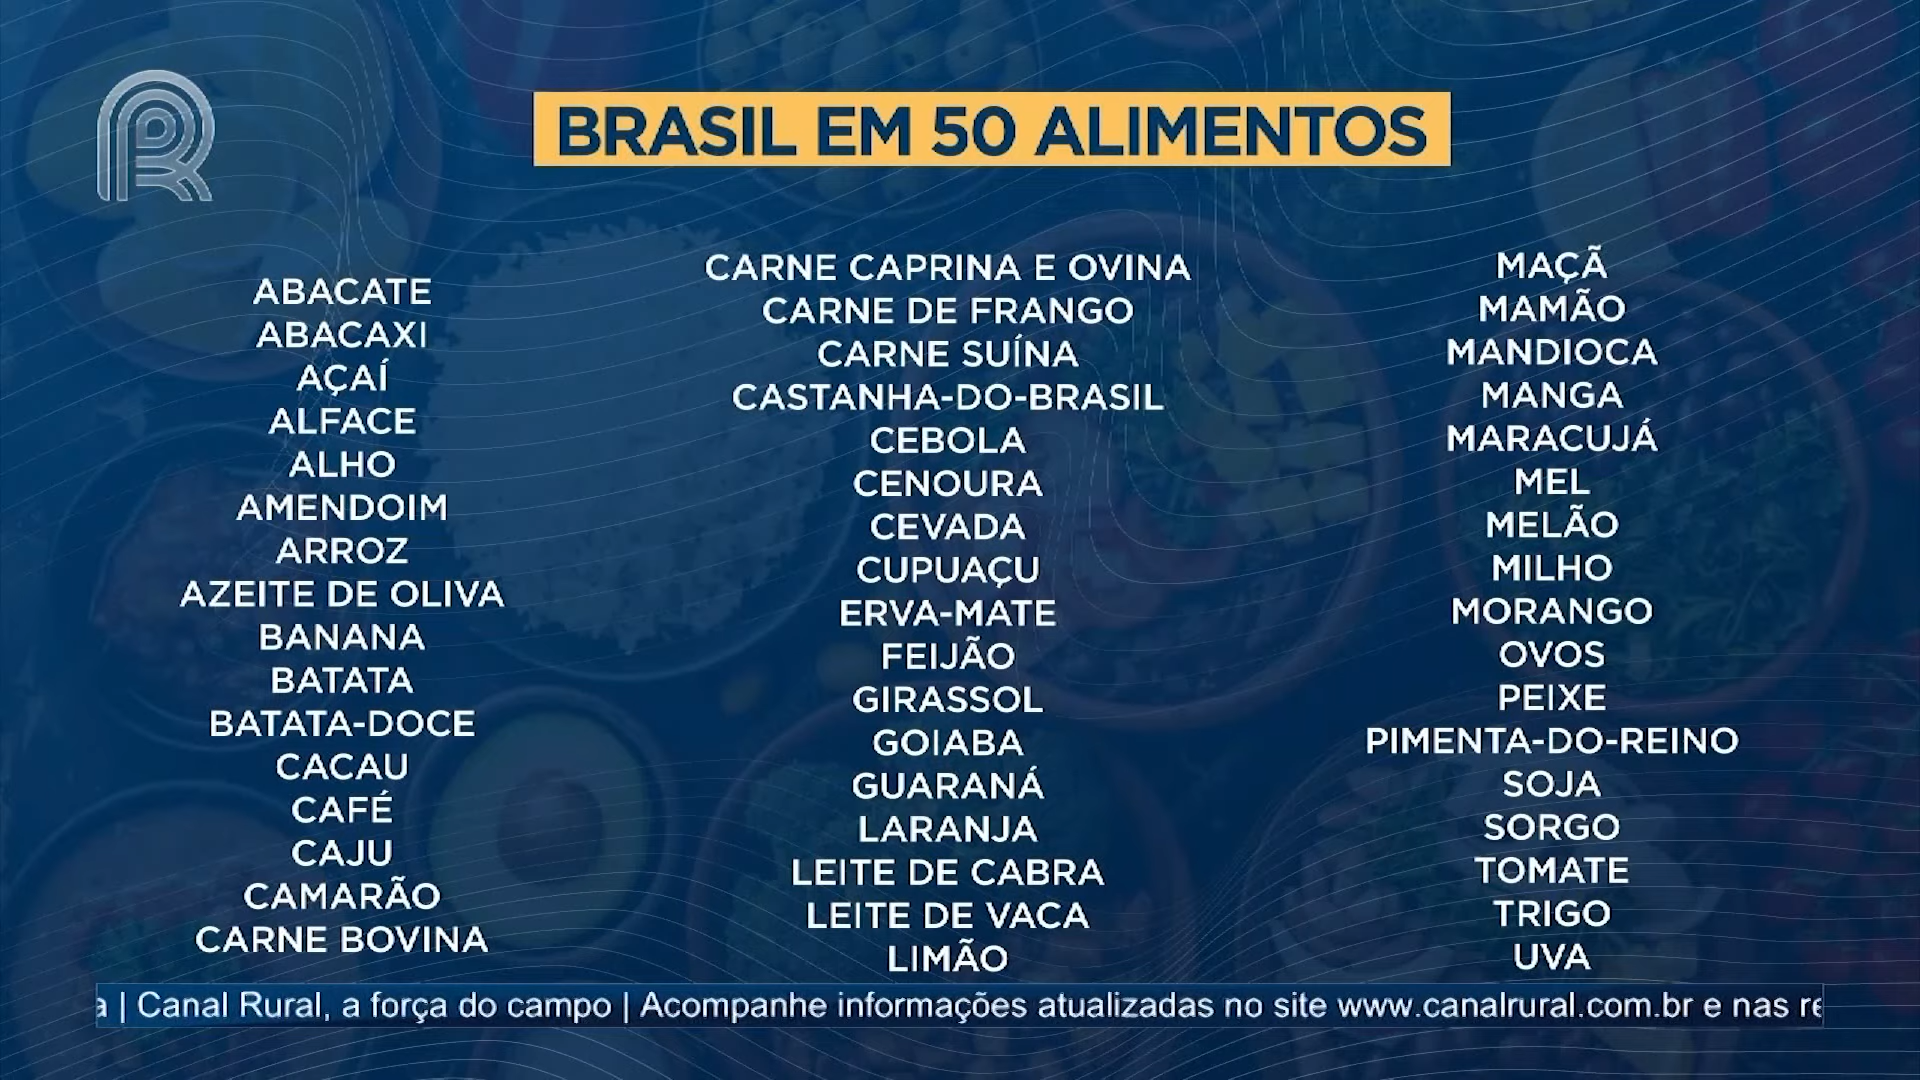 BRASIL EM 50 ALIMENTOS
ABACATE
ABACAXI
AÇAÍ
ALFACE
ALHO
AMENDOIM
ARROZ
AZEITE DE OLIVA
BANANA
BATATA
BATATA-DOCE
CACAU
CAFÉ
CAJU
CAMARÃO
CARNE BOVINA
CARNE CAPRINA E OVINA
CARNE DE FRANGO
CARNE SUÍNA
CASTANHA-DO-BRASIL
CEBOLA
CENOURA
CEVADA
CUPUAÇU
ERVA-MATE
FEIJÃO
GIRASSOL
GOIABA
GUARANÁ
LARANJA
LEITE DE CABRA
LEITE DE VACA
LIMÃO
MAÇÃ
MAMÃO
MANDIOCA
MANGA
MARACUJÁ
MEL
MELÃO
MILHO
MORANGO
OVOS
PEIXE
PIMENTA-DO-REINO
SOJA
SORGO
TOMATE
TRIGO
UVA
a | Canal Rural, a força do campo | Acompanhe informações atualizadas no site www.canalrural.com.br e nas re